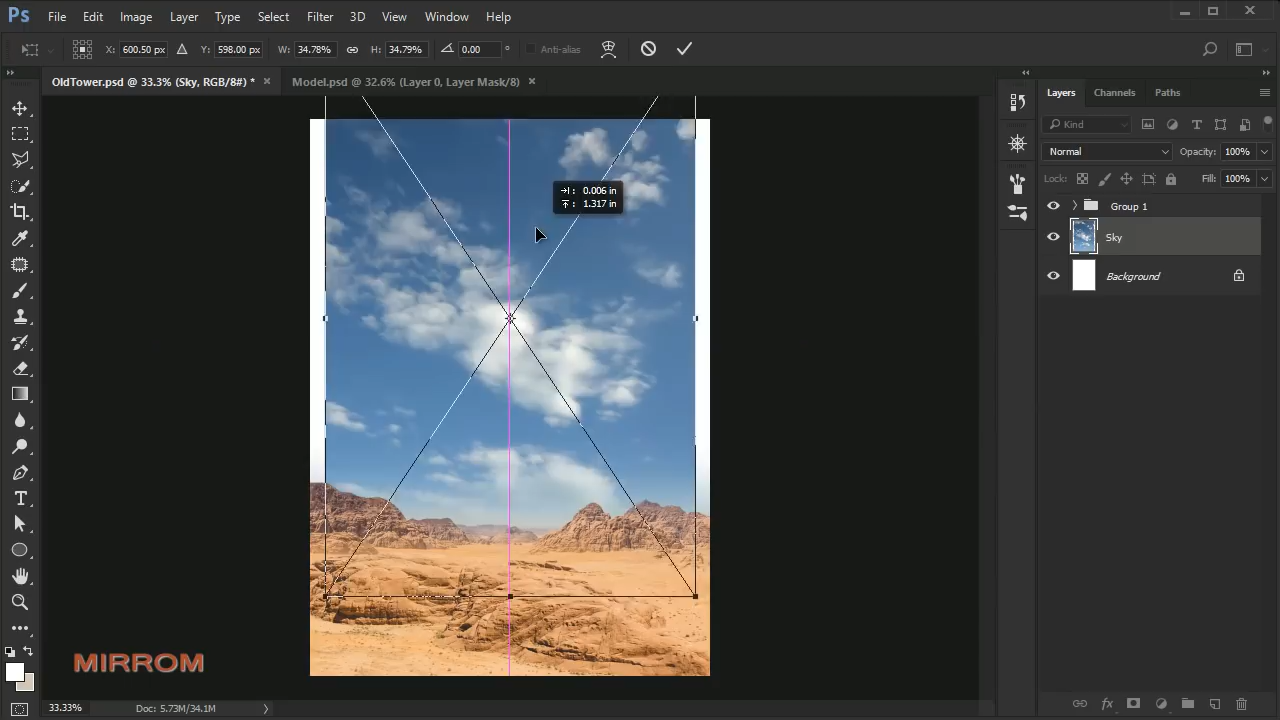 Ps File Edit Image Layer Type Select Filter 3D View Window Help
X: 600.50 px Y: 598.00 px W: 34.78% H: 34.79% 0.00 ° Anti-alias
OldTower.psd @ 33.3% (Sky, RGB/8#) * × Model.psd @ 32.6% (Layer 0, Layer Mask/8) ×
Layers Channels Paths
Kind
Normal Opacity: 100%
Lock: Fill: 100%
Group 1
Sky
Background
→I: 0.006 in
1.317 in
T
fx
MIRROM
33.33% Doc: 5.73M/34.1M